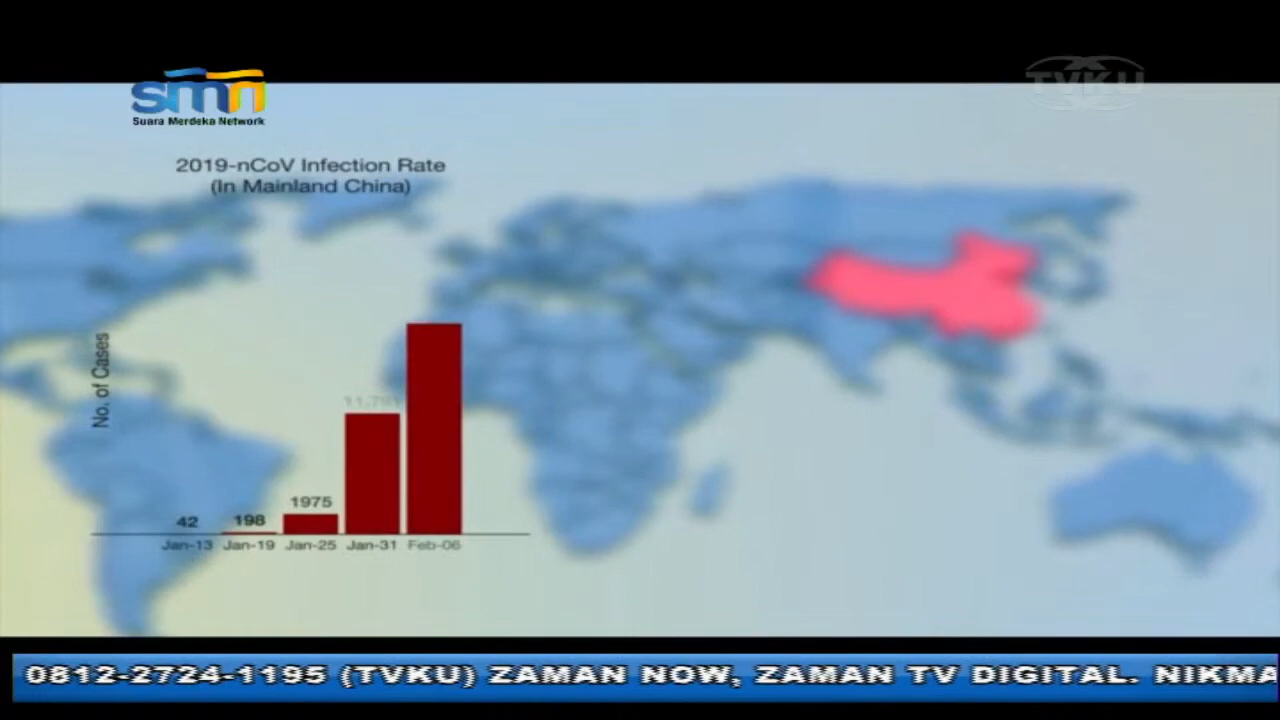 smn
Suara Merdeka Network
TVKU
2019-nCoV Infection Rate
(In Mainland China)
No. of Cases
11,791
1975
198
42
Jan-13 Jan-19 Jan-25 Jan-31 Feb-06
0812-2724-1195 (TVKU) ZAMAN NOW, ZAMAN TV DIGITAL. NIKMA